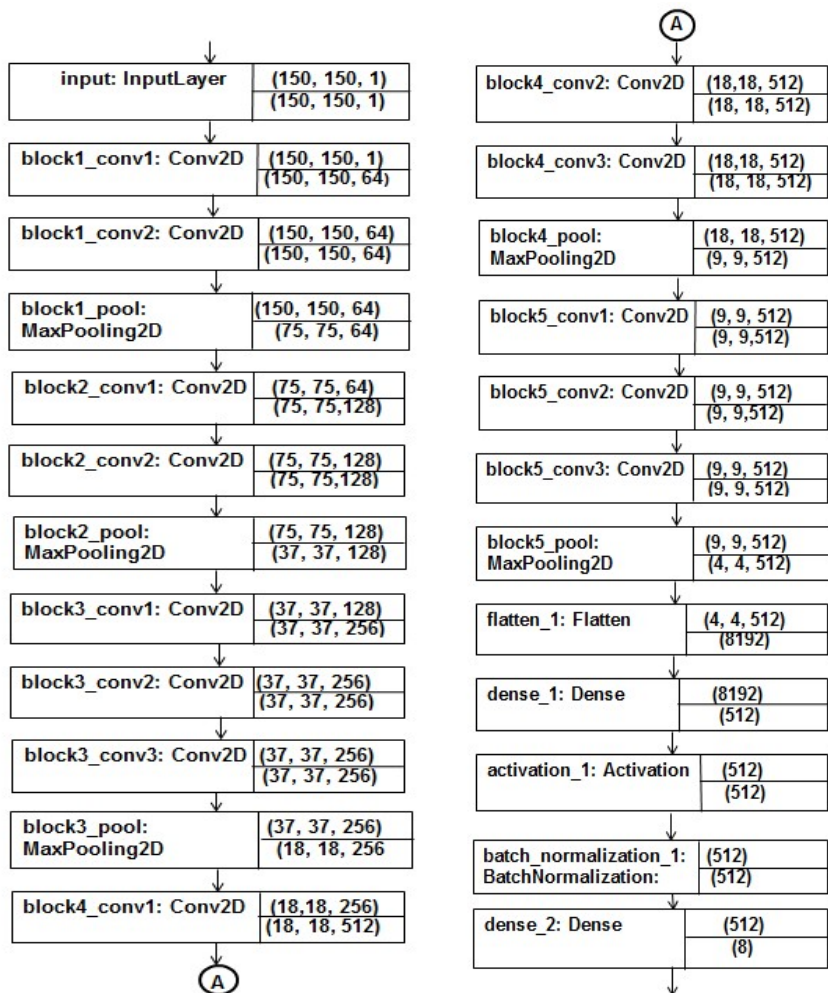 input: InputLayer
(150, 150, 1)
(150, 150, 1)
block1_conv1: Conv2D
(150, 150, 1)
(150, 150, 64)
block1_conv2: Conv2D
(150, 150, 64)
(150, 150, 64)
block1_pool:
MaxPooling2D
(150, 150, 64)
(75, 75, 64)
block2_conv1: Conv2D
(75, 75, 64)
(75, 75,128)
block2_conv2: Conv2D
(75, 75, 128)
(75, 75,128)
block2_pool:
MaxPooling2D
(75, 75, 128)
(37, 37, 128)
block3_conv1: Conv2D
(37, 37, 128)
(37, 37, 256)
block3_conv2: Conv2D
(37, 37, 256)
(37, 37, 256)
block3_conv3: Conv2D
(37, 37, 256)
(37, 37, 256)
block3_pool:
MaxPooling2D
(37, 37, 256)
(18, 18, 256
block4_conv1: Conv2D
(18,18, 256)
(18, 18, 512)
A
A
block4_conv2: Conv2D
(18,18, 512)
(18, 18, 512)
block4_conv3: Conv2D
(18,18, 512)
(18, 18, 512)
block4_pool:
MaxPooling2D
(18, 18, 512)
(9, 9, 512)
block5_conv1: Conv2D
(9, 9, 512)
(9, 9,512)
block5_conv2: Conv2D
(9, 9, 512)
(9, 9,512)
block5_conv3: Conv2D
(9, 9, 512)
(9, 9, 512)
block5_pool:
MaxPooling2D
(9, 9, 512)
(4, 4, 512)
flatten_1: Flatten
(4, 4, 512)
(8192)
dense_1: Dense
(8192)
(512)
activation_1: Activation
(512)
(512)
batch_normalization_1:
BatchNormalization:
(512)
(512)
dense_2: Dense
(512)
(8)